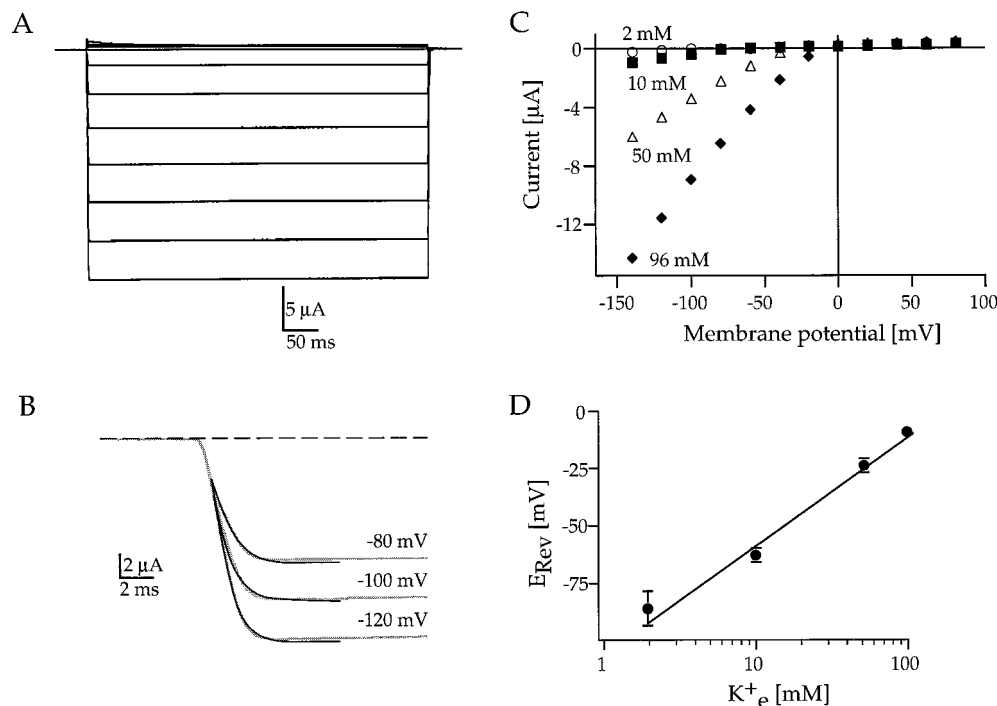 A
5 µA
50 ms
B
-80 mV
-100 mV
-120 mV
2 µA
2 ms
C
2 mM
10 mM
50 mM
96 mM
0
-4
-8
-12
Current [µA]
-150 -100 -50 0 50 100
Membrane potential [mV]
D
0
-25
-50
-75
ERev [mV]
1 10 100
K+e [mM]